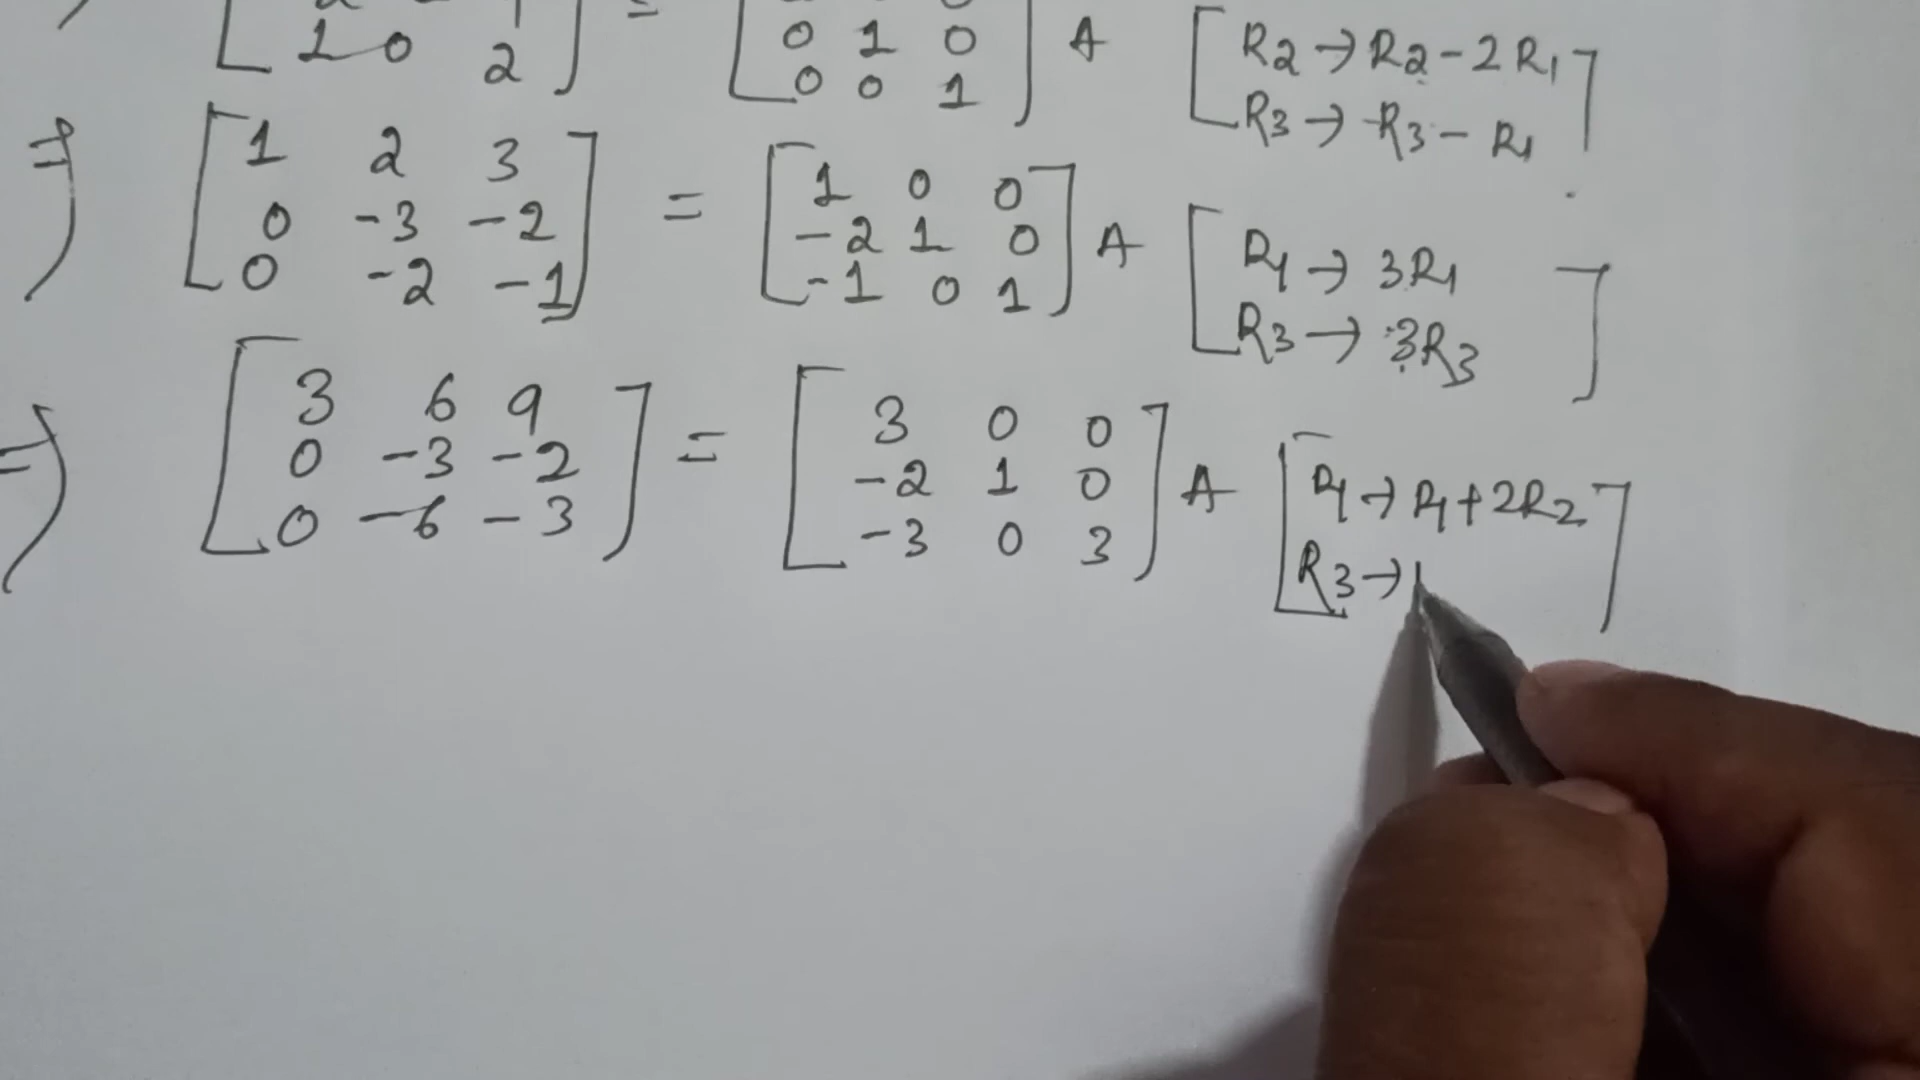 1 0 2 = 0 1 0 A [R2 → R2 - 2R1
0 0 1 R3 → R3 - R1]
⇒ [1 2 3 = [1 0 0
0 -3 -2 -2 1 0 A [R1 → 3R1
0 -2 -1] -1 0 1] R3 → 3R3]
⇒ [3 6 9 = [3 0 0
0 -3 -2 -2 1 0 A [R1 → R1 + 2R2
0 -6 -3] -3 0 3] R3 → ]